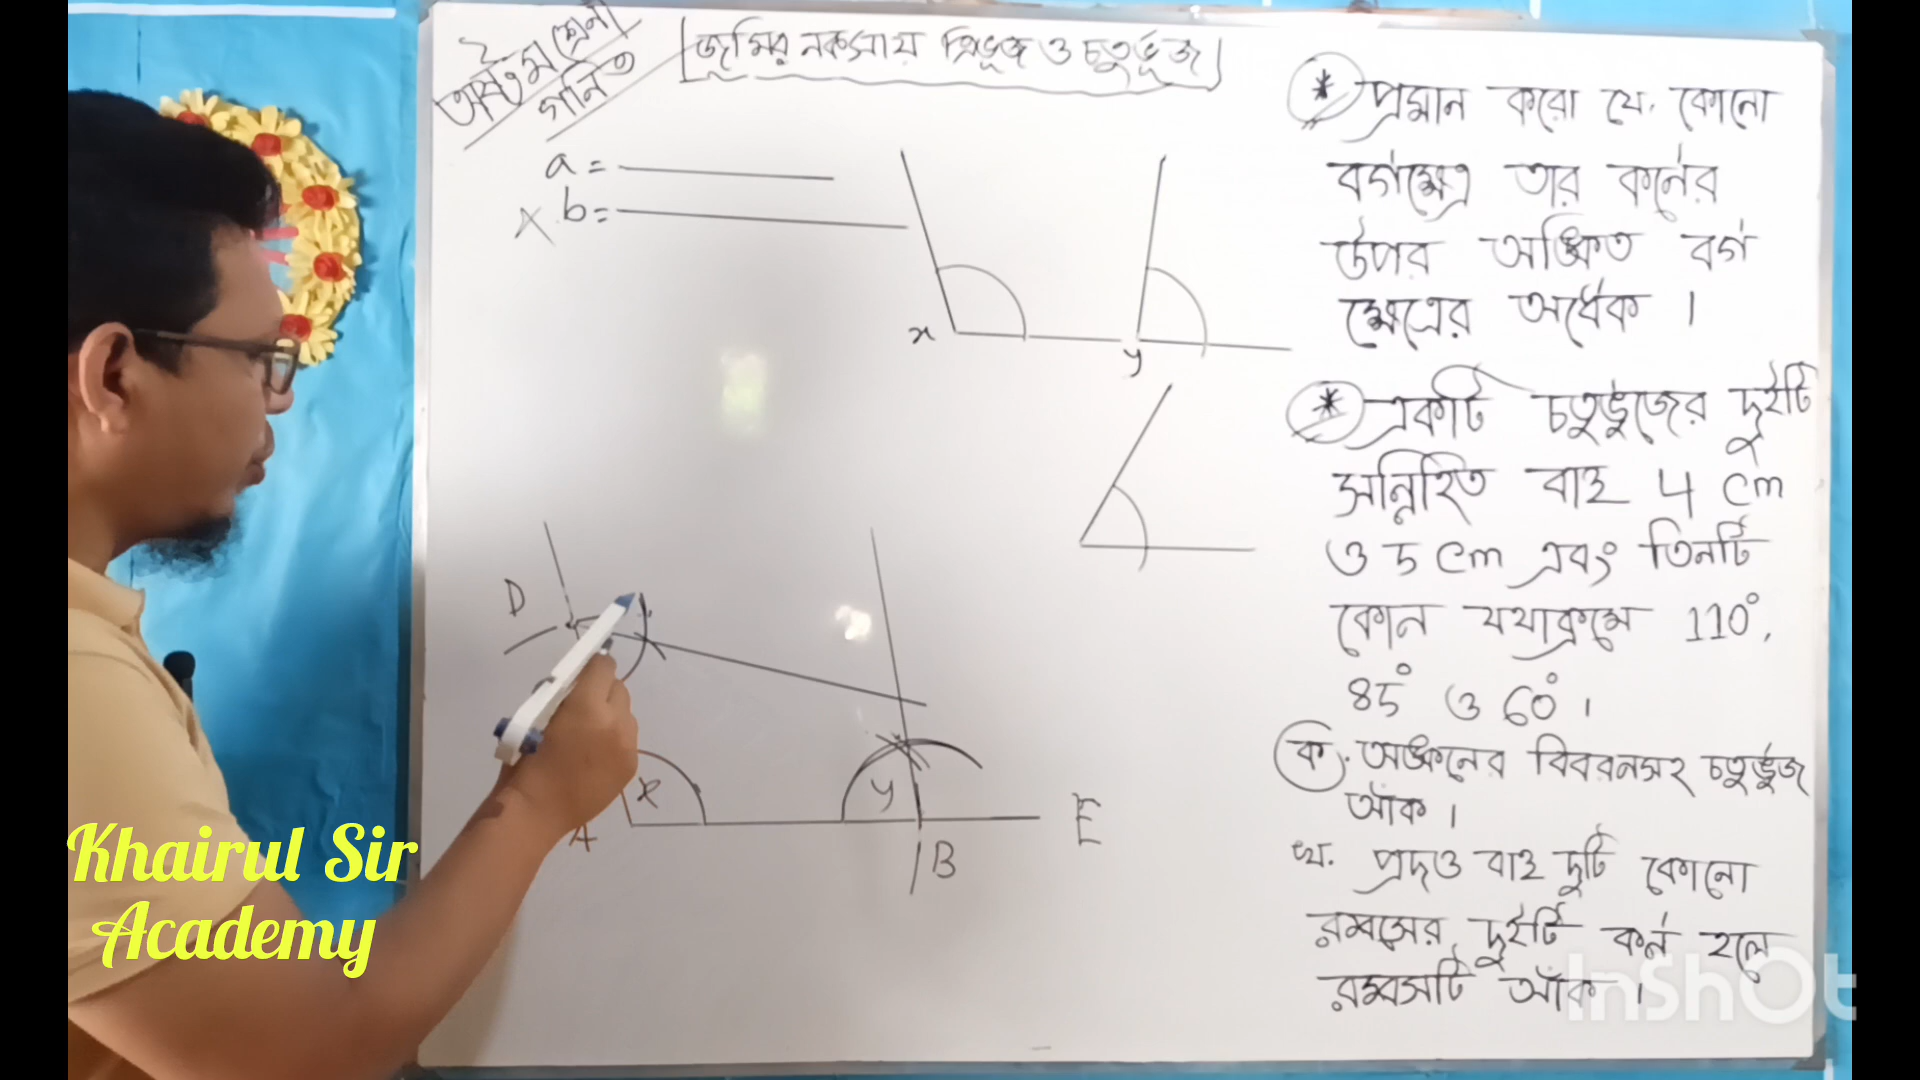 অষ্টম শ্রেনী
গনিত
জমির নকসায় ত্রিভূজ ও চতুর্ভূজ
a =
b =
x
y
D
x
y
A
B
E
* প্রমান করো যে, কোনো
বর্গক্ষেত্র তার কর্নের
উপর অঙ্কিত বর্গ
ক্ষেত্রের অর্ধেক ।
* একটি চতুর্ভুজের দুইটি
সন্নিহিত বাহু 4 cm
ও 5 cm এবং তিনটি
কোন যথাক্রমে 110°,
85° ও 60° ।
ক. অঙ্কনের বিবরনসহ চতুর্ভুজ
আঁক ।
খ. প্রদত্ত বাহু দুটি কোনো
রম্বসের দুইটি কর্ন হলে
রম্বসটি আঁক ।
Khairul Sir
Academy
InShOt